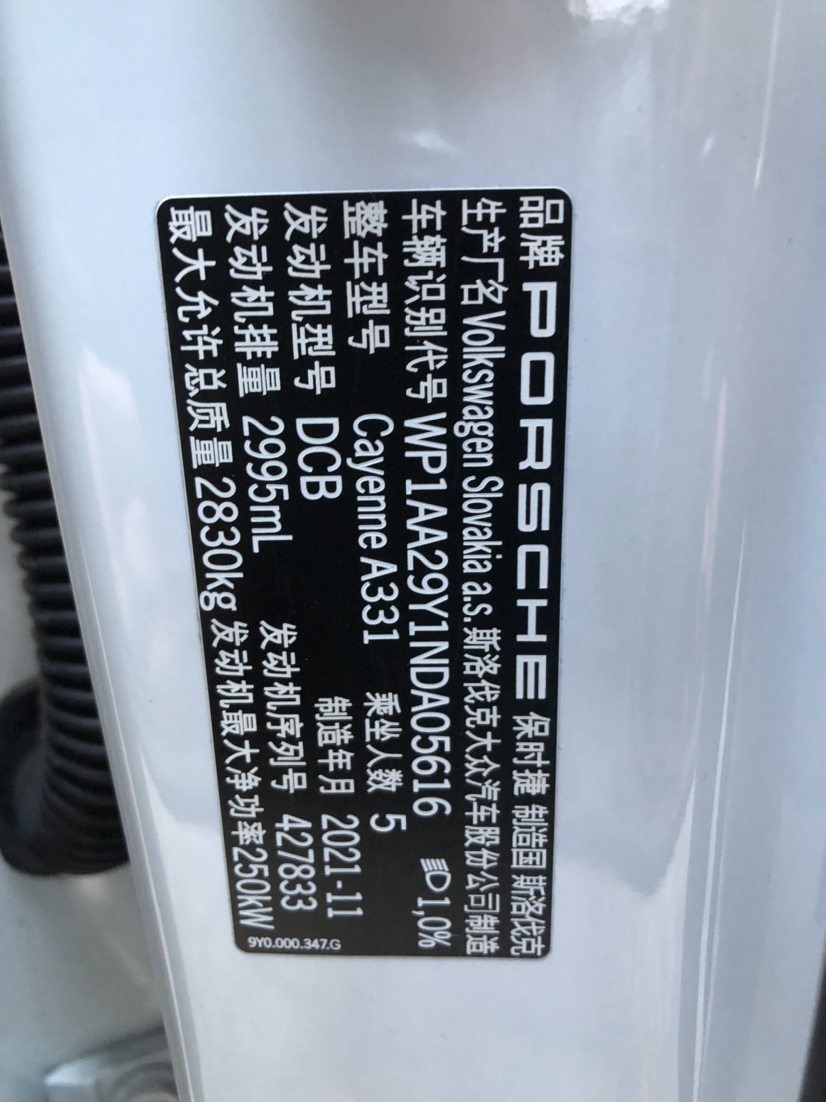 品牌 PORSCHE 保时捷 制造国 斯洛伐克
生产厂名 Volkswagen Slovakia a.s. 斯洛伐克大众汽车股份公司制造
车辆识别代号 WP1AA29Y1NDA05616 1,0%
整车型号 Cayenne A331 乘坐人数 5
发动机型号 DCB 制造年月 2021-11
发动机排量 2995mL 发动机序列号 427833
最大允许总质量 2830kg 发动机最大净功率 250kW
9Y0.000.347.G